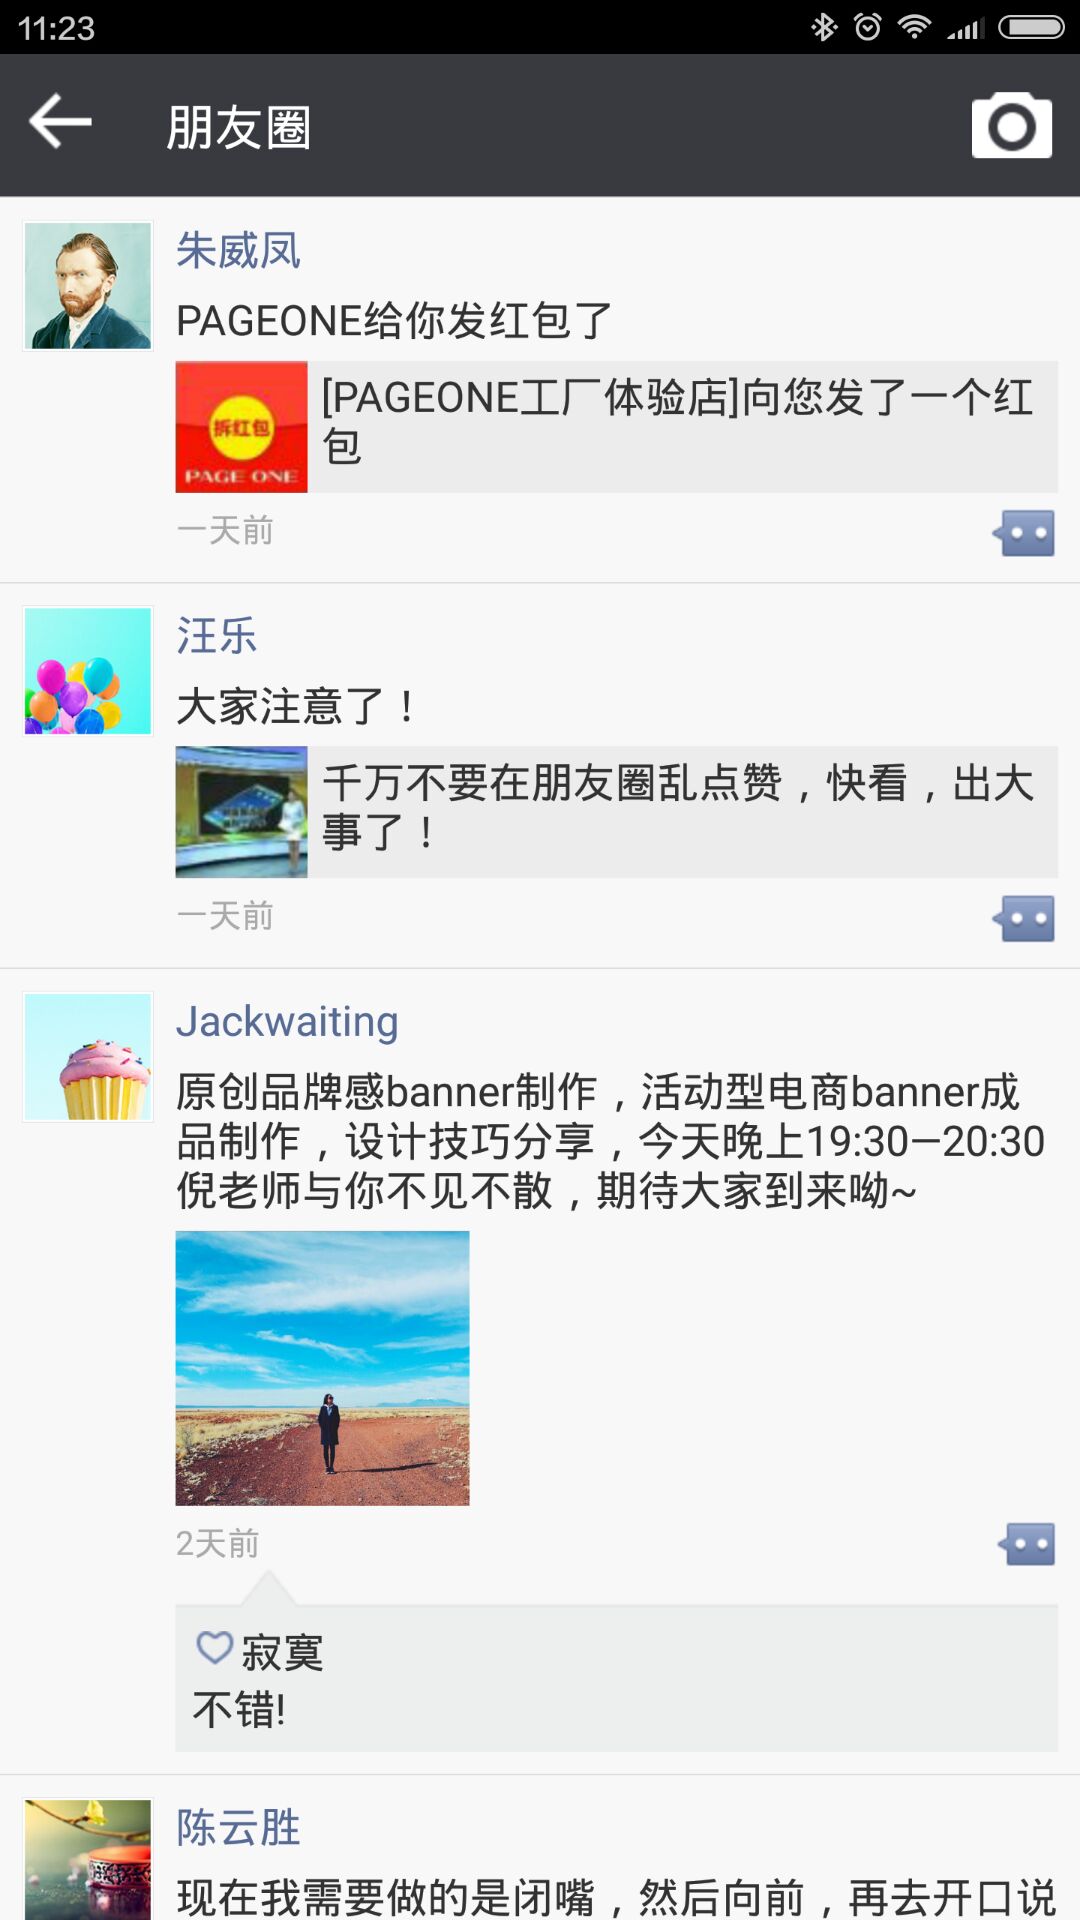 11:23
朋友圈
朱威凤
PAGEONE给你发红包了
拆红包
PAGE ONE
[PAGEONE工厂体验店]向您发了一个红
包
一天前
汪乐
大家注意了！
千万不要在朋友圈乱点赞，快看，出大
事了！
一天前
Jackwaiting
原创品牌感banner制作，活动型电商banner成
品制作，设计技巧分享，今天晚上19:30—20:30
倪老师与你不见不散，期待大家到来呦~
2天前
寂寞
不错!
陈云胜
现在我需要做的是闭嘴，然后向前，再去开口说